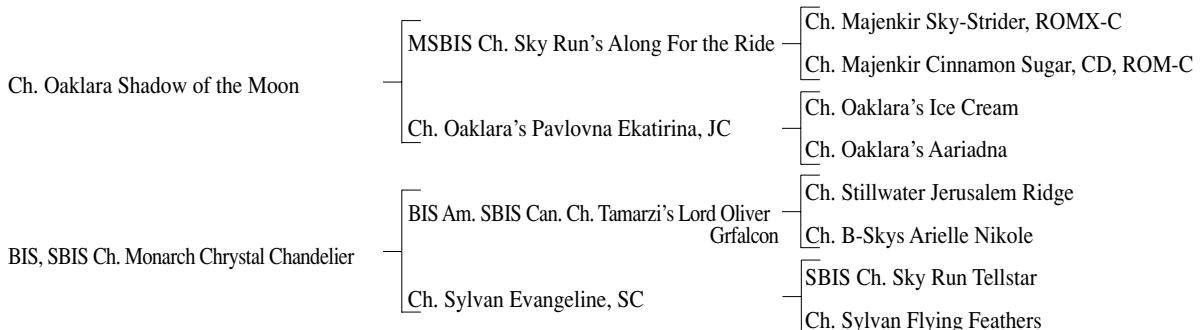 Ch. Majenkir Sky-Strider, ROMX-C
MSBIS Ch. Sky Run's Along For the Ride
Ch. Majenkir Cinnamon Sugar, CD, ROM-C
Ch. Oaklara Shadow of the Moon
Ch. Oaklara's Ice Cream
Ch. Oaklara's Pavlovna Ekatirina, JC
Ch. Oaklara's Aariadna
Ch. Stillwater Jerusalem Ridge
BIS Am. SBIS Can. Ch. Tamarzi's Lord Oliver
Grfalcon
Ch. B-Skys Arielle Nikole
BIS, SBIS Ch. Monarch Chrystal Chandelier
SBIS Ch. Sky Run Tellstar
Ch. Sylvan Evangeline, SC
Ch. Sylvan Flying Feathers